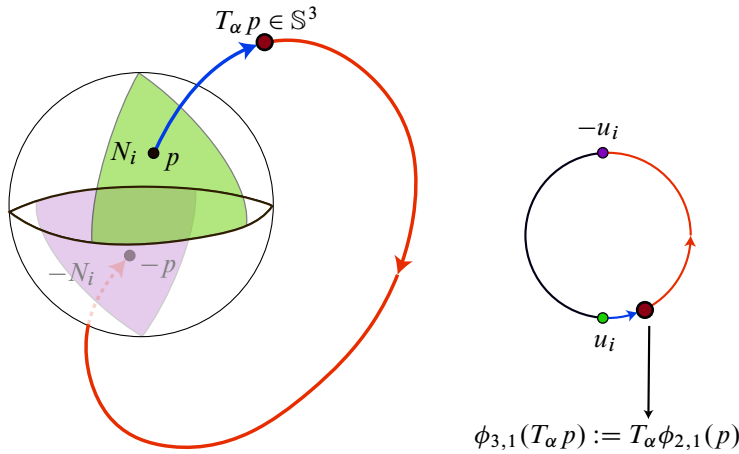 T_α p ∈ 𝕊³
N_i
p
−u_i
−N_i
−p
u_i
ϕ_{3,1}(T_α p) := T_α ϕ_{2,1}(p)